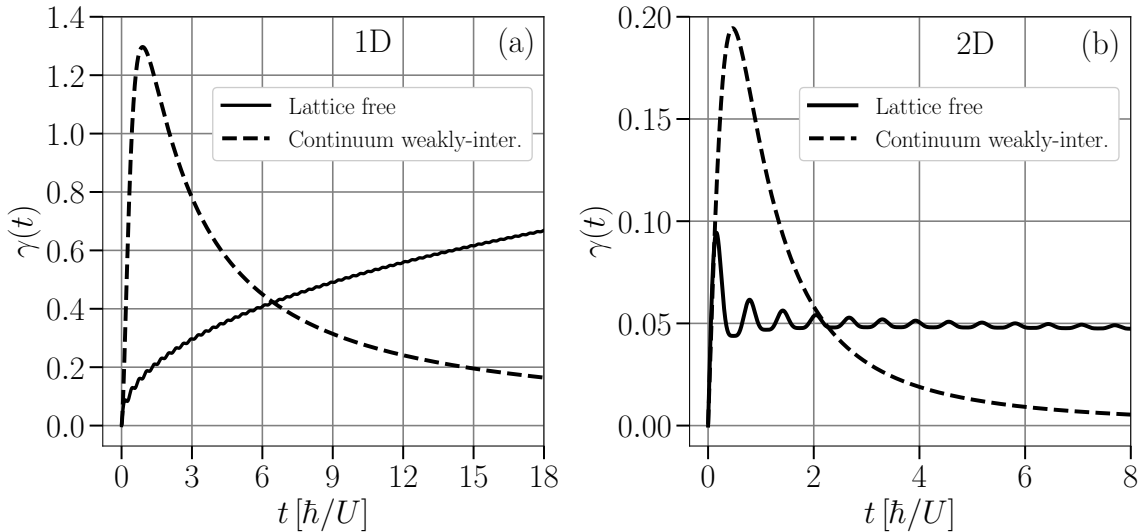 1D
(a)
Lattice free
Continuum weakly-inter.
γ(t)
1.4
1.2
1.0
0.8
0.6
0.4
0.2
0.0
0 3 6 9 12 15 18
t [ħ/U]
2D
(b)
Lattice free
Continuum weakly-inter.
γ(t)
0.20
0.15
0.10
0.05
0.00
0 2 4 6 8
t [ħ/U]